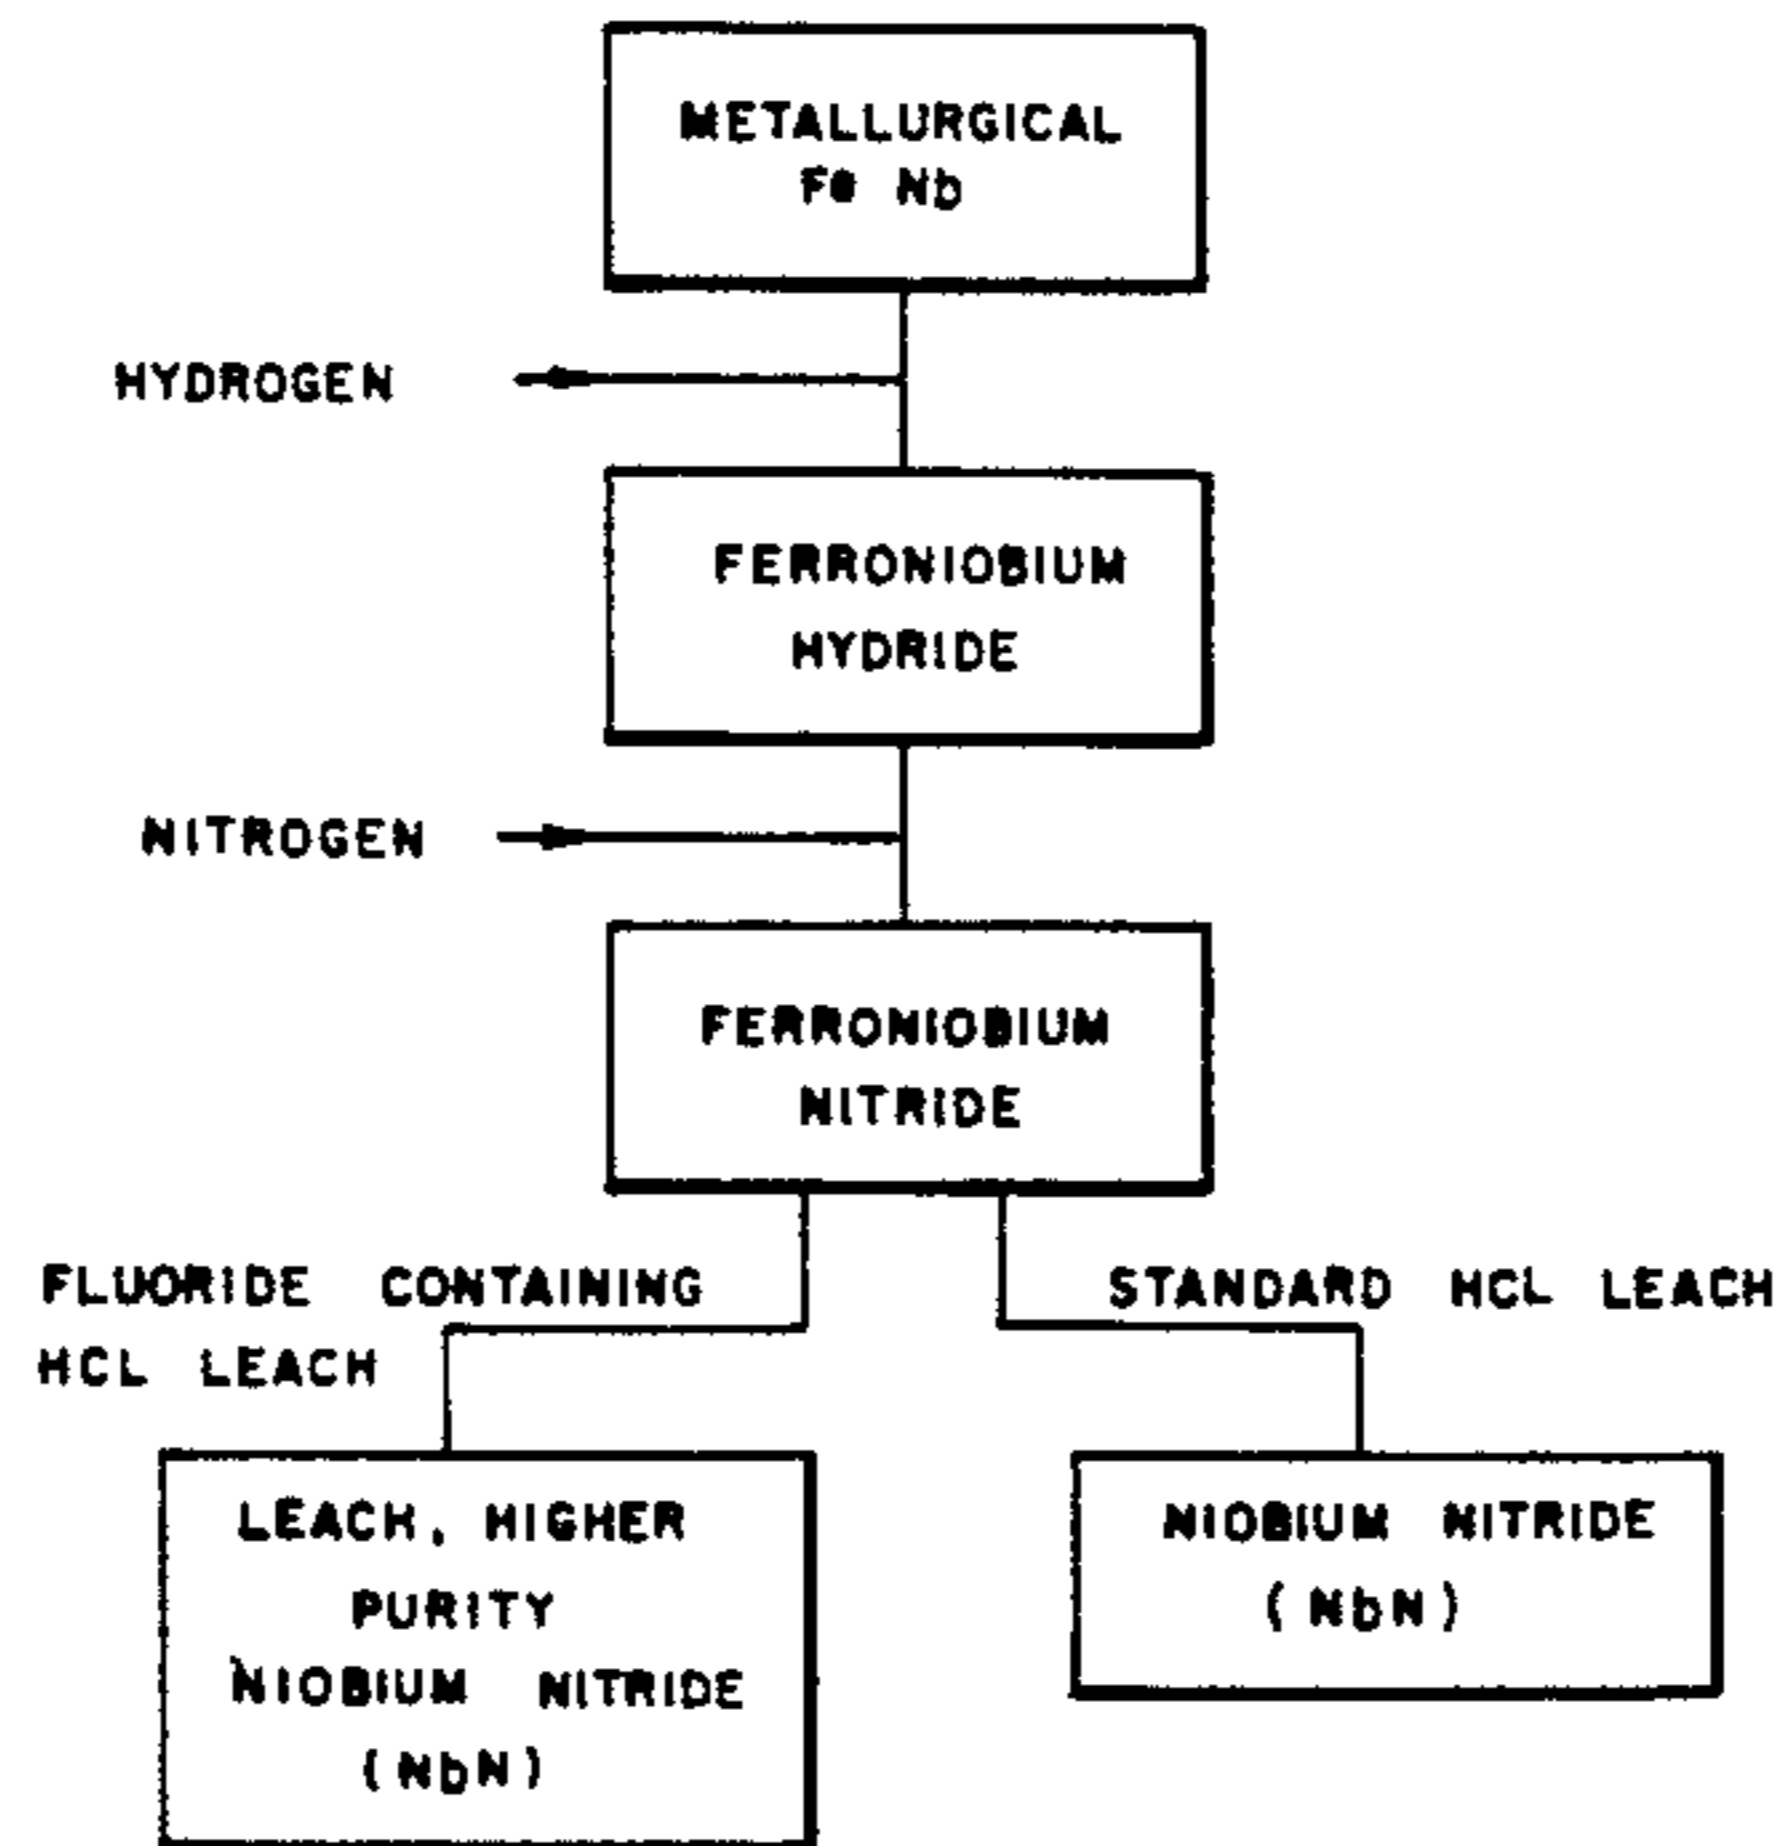 METALLURGICAL
Fe Nb
HYDROGEN
FERRONIOBIUM
HYDRIDE
NITROGEN
FERRONIOBIUM
NITRIDE
FLUORIDE CONTAINING
HCL LEACH
STANDARD HCL LEACH
LEACH, HIGHER
PURITY
NIOBIUM NITRIDE
(NbN)
NIOBIUM NITRIDE
(NbN)